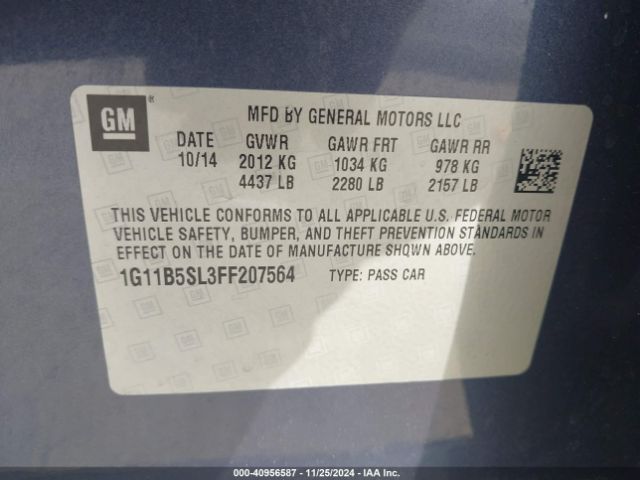 GM ®
MFD BY GENERAL MOTORS LLC
DATE GVWR GAWR FRT GAWR RR
10/14 2012 KG 1034 KG 978 KG
4437 LB 2280 LB 2157 LB
THIS VEHICLE CONFORMS TO ALL APPLICABLE U.S. FEDERAL MOTOR
VEHICLE SAFETY, BUMPER, AND THEFT PREVENTION STANDARDS IN
EFFECT ON THE DATE OF MANUFACTURE SHOWN ABOVE.
1G11B5SL3FF207564 TYPE: PASS CAR
000-40956587 - 11/25/2024 - IAA Inc.